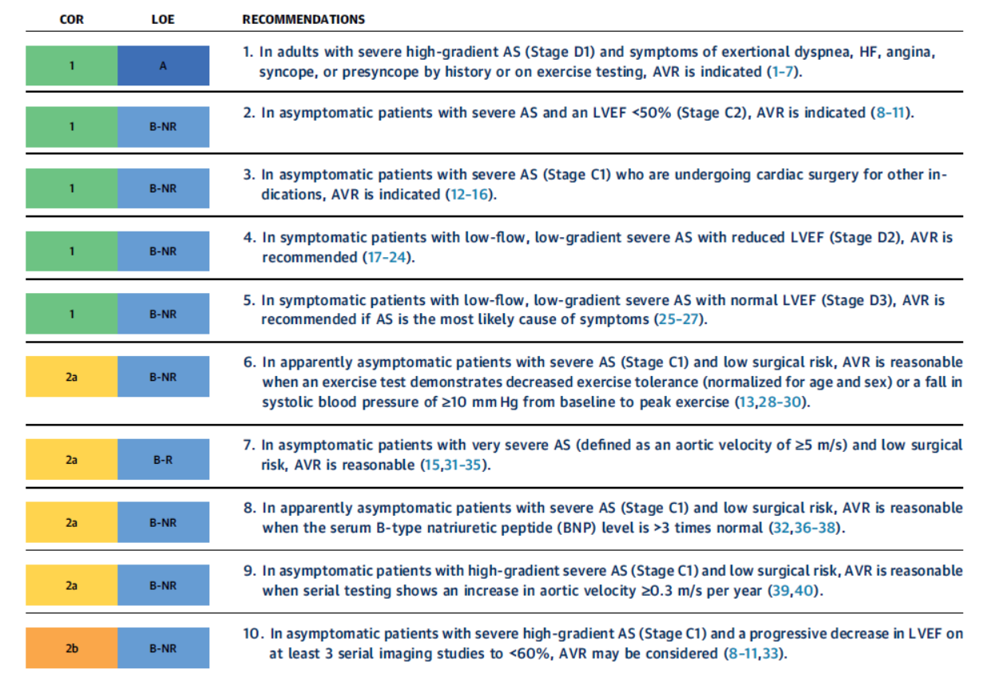 COR LOE RECOMMENDATIONS
1 A 1. In adults with severe high-gradient AS (Stage D1) and symptoms of exertional dyspnea, HF, angina,
syncope, or presyncope by history or on exercise testing, AVR is indicated (1–7).
1 B-NR 2. In asymptomatic patients with severe AS and an LVEF <50% (Stage C2), AVR is indicated (8–11).
1 B-NR 3. In asymptomatic patients with severe AS (Stage C1) who are undergoing cardiac surgery for other in-
dications, AVR is indicated (12–16).
1 B-NR 4. In symptomatic patients with low-flow, low-gradient severe AS with reduced LVEF (Stage D2), AVR is
recommended (17–24).
1 B-NR 5. In symptomatic patients with low-flow, low-gradient severe AS with normal LVEF (Stage D3), AVR is
recommended if AS is the most likely cause of symptoms (25–27).
2a B-NR 6. In apparently asymptomatic patients with severe AS (Stage C1) and low surgical risk, AVR is reasonable
when an exercise test demonstrates decreased exercise tolerance (normalized for age and sex) or a fall in
systolic blood pressure of ≥10 mm Hg from baseline to peak exercise (13,28–30).
2a B-R 7. In asymptomatic patients with very severe AS (defined as an aortic velocity of ≥5 m/s) and low surgical
risk, AVR is reasonable (15,31–35).
2a B-NR 8. In apparently asymptomatic patients with severe AS (Stage C1) and low surgical risk, AVR is reasonable
when the serum B-type natriuretic peptide (BNP) level is >3 times normal (32,36–38).
2a B-NR 9. In asymptomatic patients with high-gradient severe AS (Stage C1) and low surgical risk, AVR is reasonable
when serial testing shows an increase in aortic velocity ≥0.3 m/s per year (39,40).
2b B-NR 10. In asymptomatic patients with severe high-gradient AS (Stage C1) and a progressive decrease in LVEF on
at least 3 serial imaging studies to <60%, AVR may be considered (8–11,33).